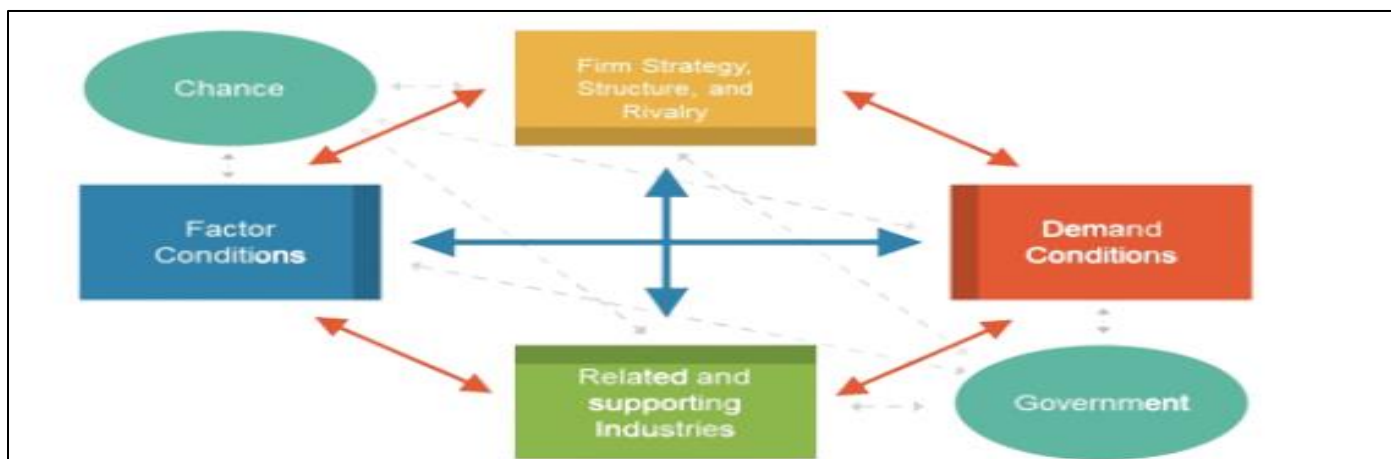 Chance
Firm Strategy,
Structure, and
Rivalry
Factor
Conditions
Demand
Conditions
Related and
supporting
Industries
Government